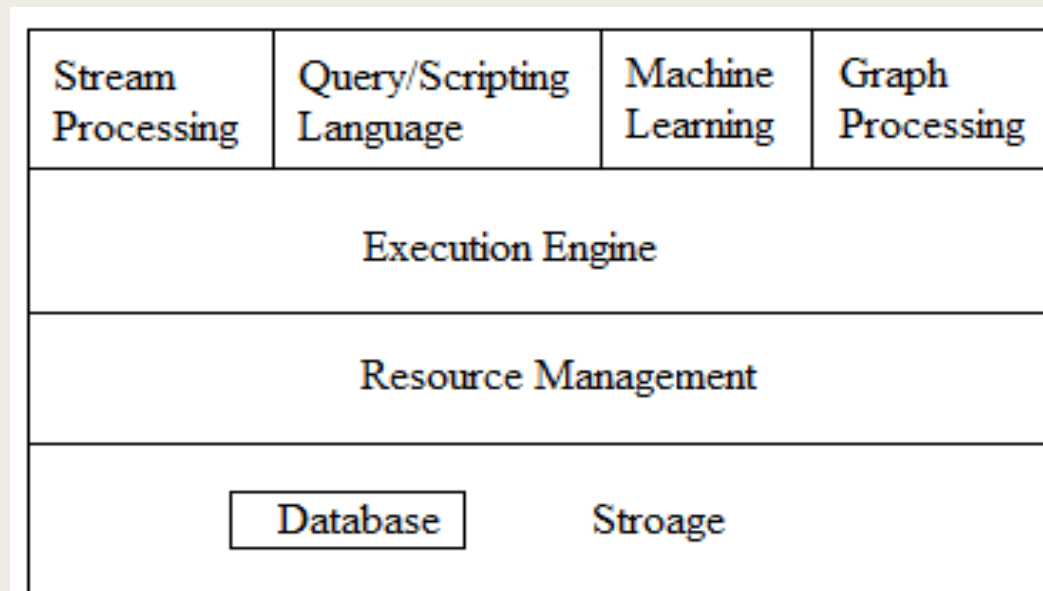 Stream
Processing
Query/Scripting
Language
Machine
Learning
Graph
Processing
Execution Engine
Resource Management
Database
Stroage